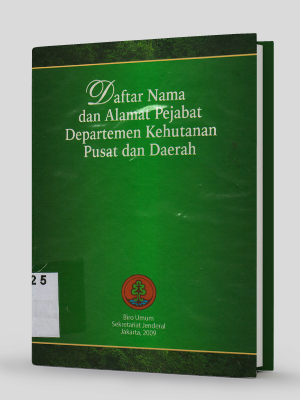 Daftar Nama
dan Alamat Pejabat
Departemen Kehutanan
Pusat dan Daerah
25
Biro Umum
Sekretariat Jenderal
Jakarta, 2009